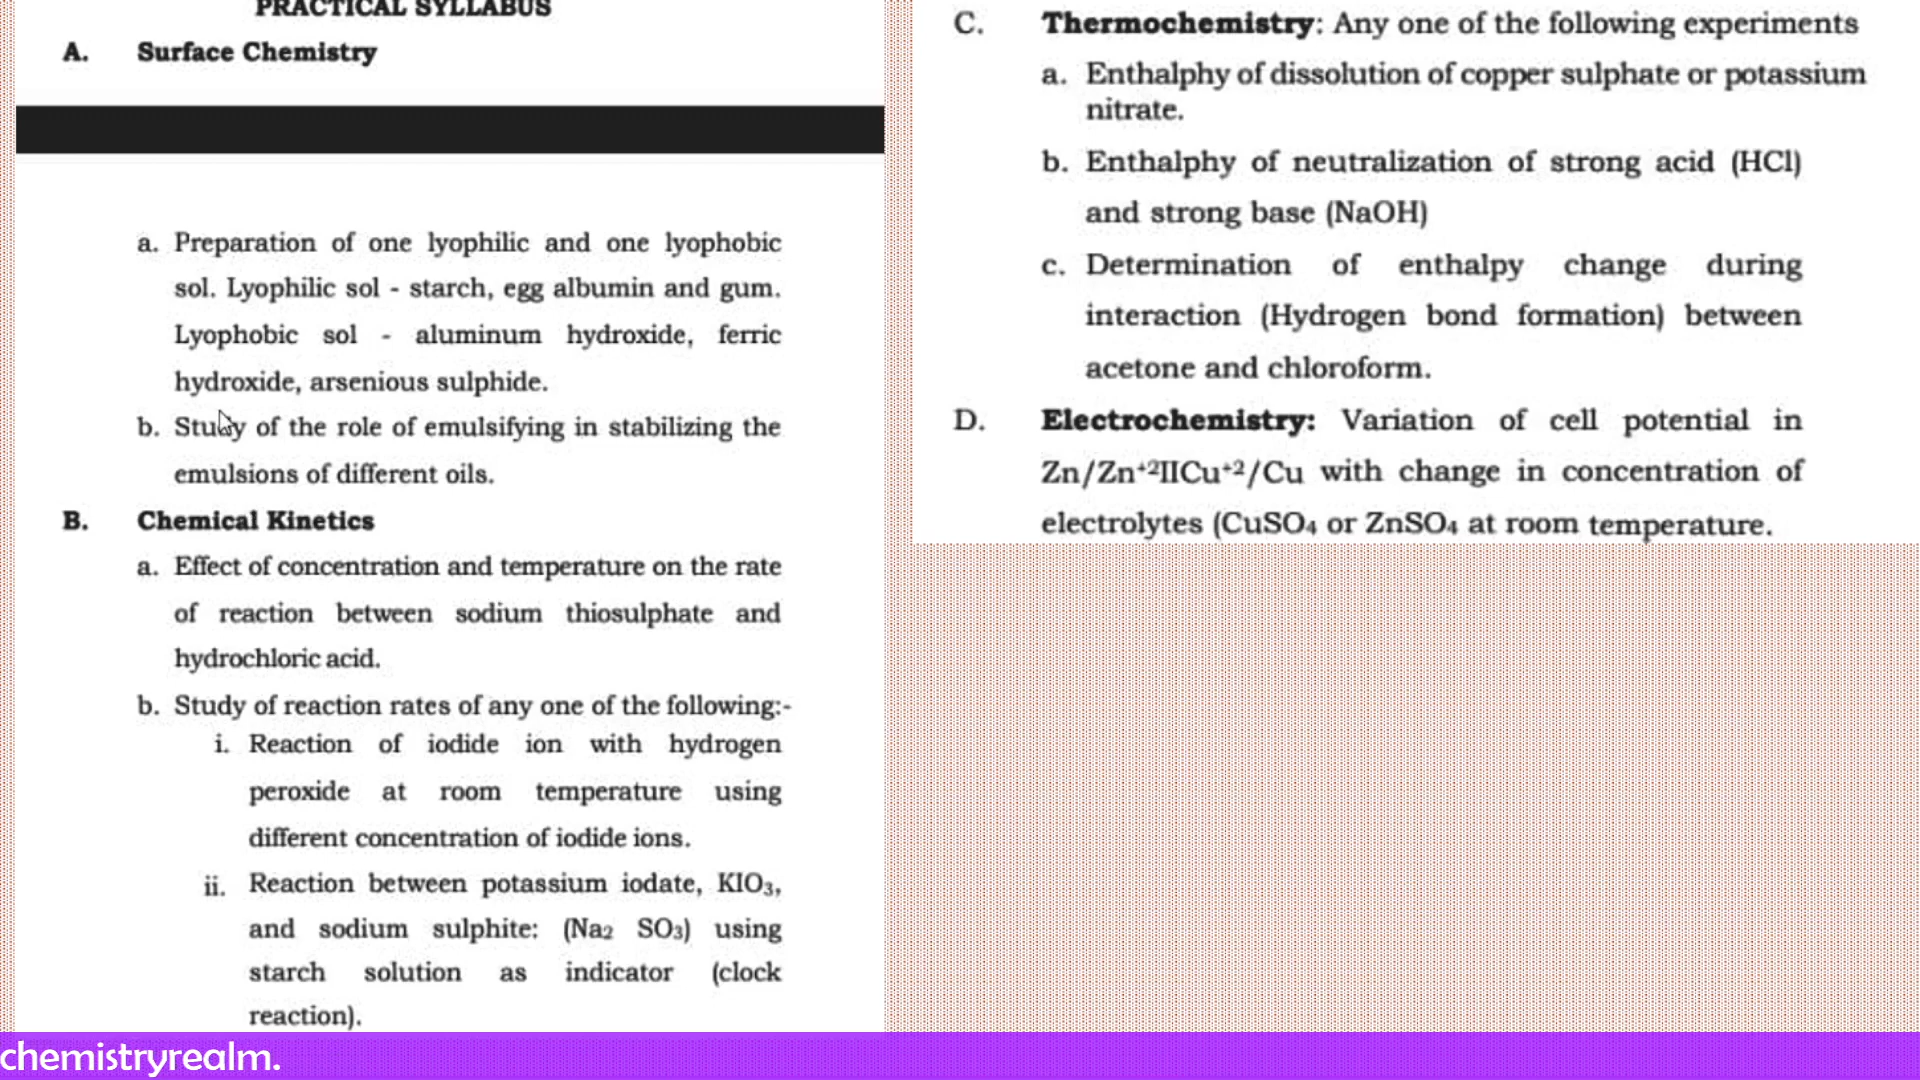 PRACTICAL SYLLABUS
A. Surface Chemistry
a. Preparation of one lyophilic and one lyophobic
sol. Lyophilic sol - starch, egg albumin and gum.
Lyophobic sol - aluminum hydroxide, ferric
hydroxide, arsenious sulphide.
b. Study of the role of emulsifying in stabilizing the
emulsions of different oils.
B. Chemical Kinetics
a. Effect of concentration and temperature on the rate
of reaction between sodium thiosulphate and
hydrochloric acid.
b. Study of reaction rates of any one of the following:-
i. Reaction of iodide ion with hydrogen
peroxide at room temperature using
different concentration of iodide ions.
ii. Reaction between potassium iodate, KIO₃,
and sodium sulphite: (Na₂ SO₃) using
starch solution as indicator (clock
reaction).
C. Thermochemistry: Any one of the following experiments
a. Enthalphy of dissolution of copper sulphate or potassium
nitrate.
b. Enthalphy of neutralization of strong acid (HCl)
and strong base (NaOH)
c. Determination of enthalpy change during
interaction (Hydrogen bond formation) between
acetone and chloroform.
D. Electrochemistry: Variation of cell potential in
Zn/Zn⁺²IICu⁺²/Cu with change in concentration of
electrolytes (CuSO₄ or ZnSO₄ at room temperature.
chemistryrealm.